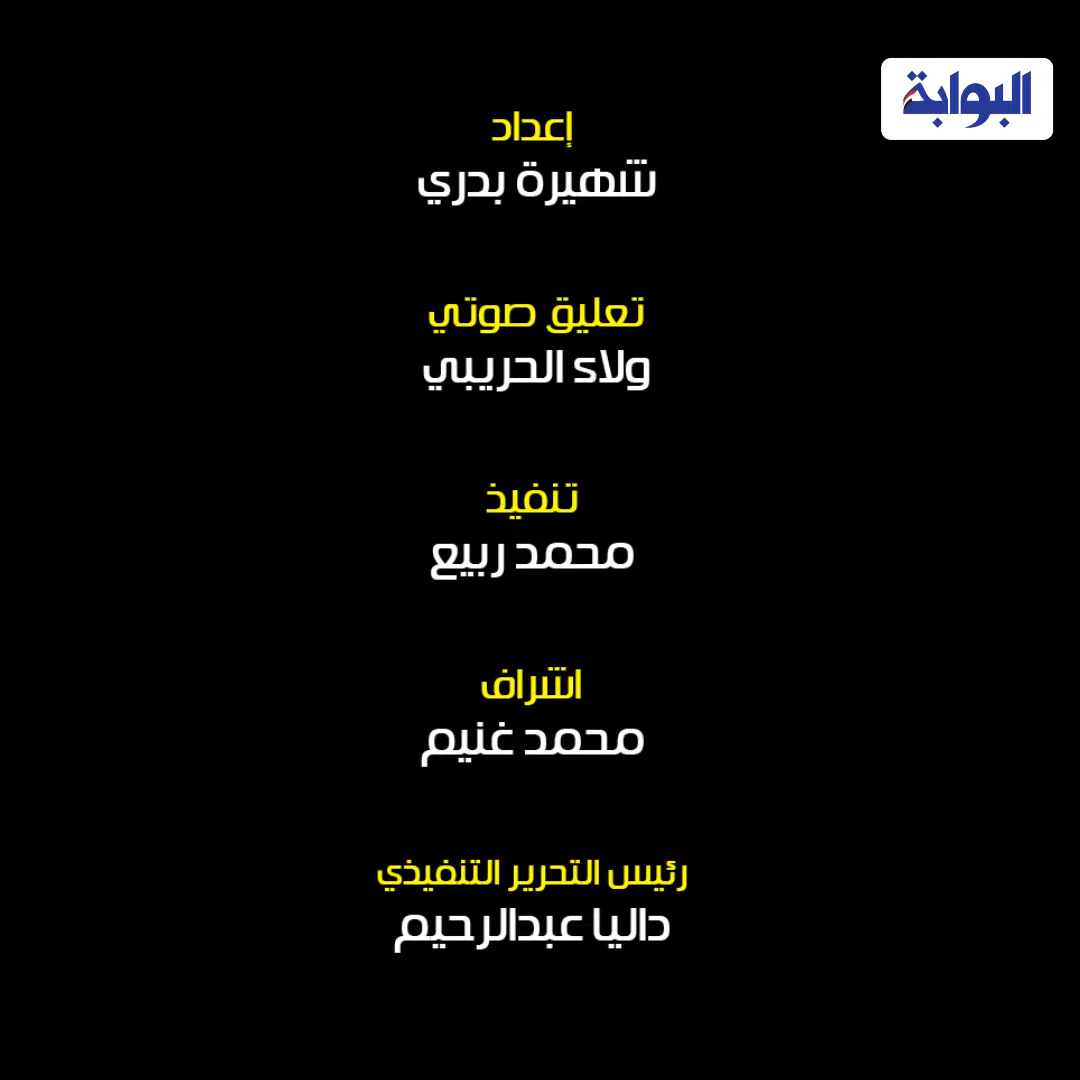 البوابة
إعداد
شهيرة بدري
تعليق صوتي
ولاء الحريبي
تنفيذ
محمد ربيع
اشراف
محمد غنيم
رئيس التحرير التنفيذي
داليا عبدالرحيم